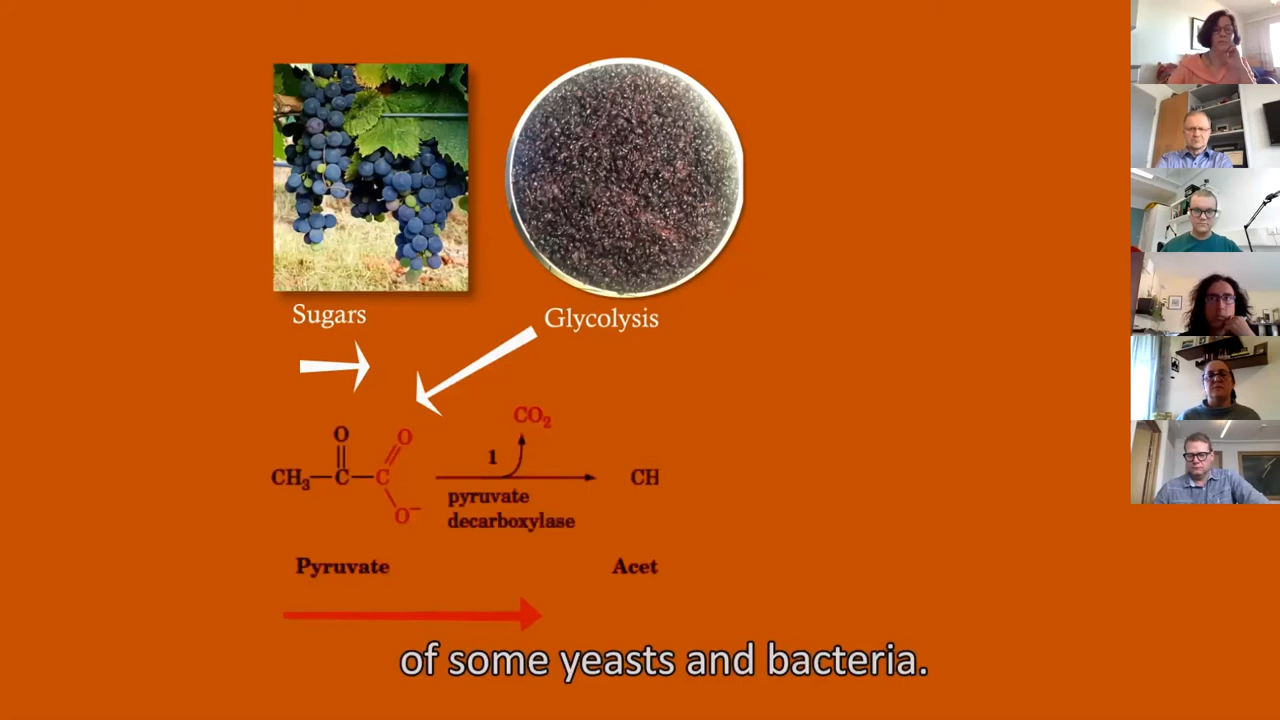 Sugars
Glycolysis
CO₂
O
O
1
CH₃—C—C
CH
O⁻
pyruvate
decarboxylase
Pyruvate
Acet
of some yeasts and bacteria.